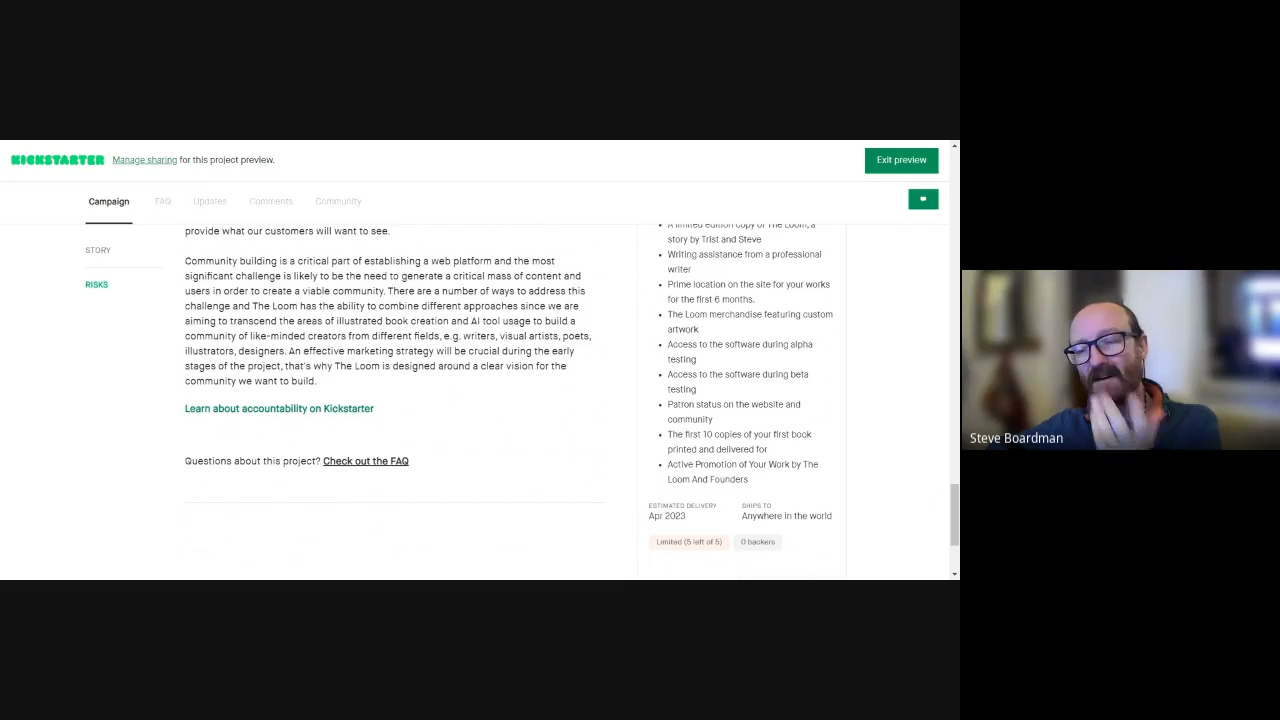 KICKSTARTER Manage sharing for this project preview. Exit preview
Campaign FAQ Updates Comments Community
STORY
RISKS
provide what our customers will want to see.
Community building is a critical part of establishing a web platform and the most
significant challenge is likely to be the need to generate a critical mass of content and
users in order to create a viable community. There are a number of ways to address this
challenge and The Loom has the ability to combine different approaches since we are
aiming to transcend the areas of illustrated book creation and AI tool usage to build a
community of like-minded creators from different fields, e.g. writers, visual artists, poets,
illustrators, designers. An effective marketing strategy will be crucial during the early
stages of the project, that's why The Loom is designed around a clear vision for the
community we want to build.
Learn about accountability on Kickstarter
Questions about this project? Check out the FAQ
A limited edition copy of The Loom, a
story by Trist and Steve
Writing assistance from a professional
writer
Prime location on the site for your works
for the first 6 months.
The Loom merchandise featuring custom
artwork
Access to the software during alpha
testing
Access to the software during beta
testing
Patron status on the website and
community
The first 10 copies of your first book
printed and delivered for
Active Promotion of Your Work by The
Loom And Founders
ESTIMATED DELIVERY SHIPS TO
Apr 2023 Anywhere in the world
Limited (5 left of 5) 0 backers
Steve Boardman